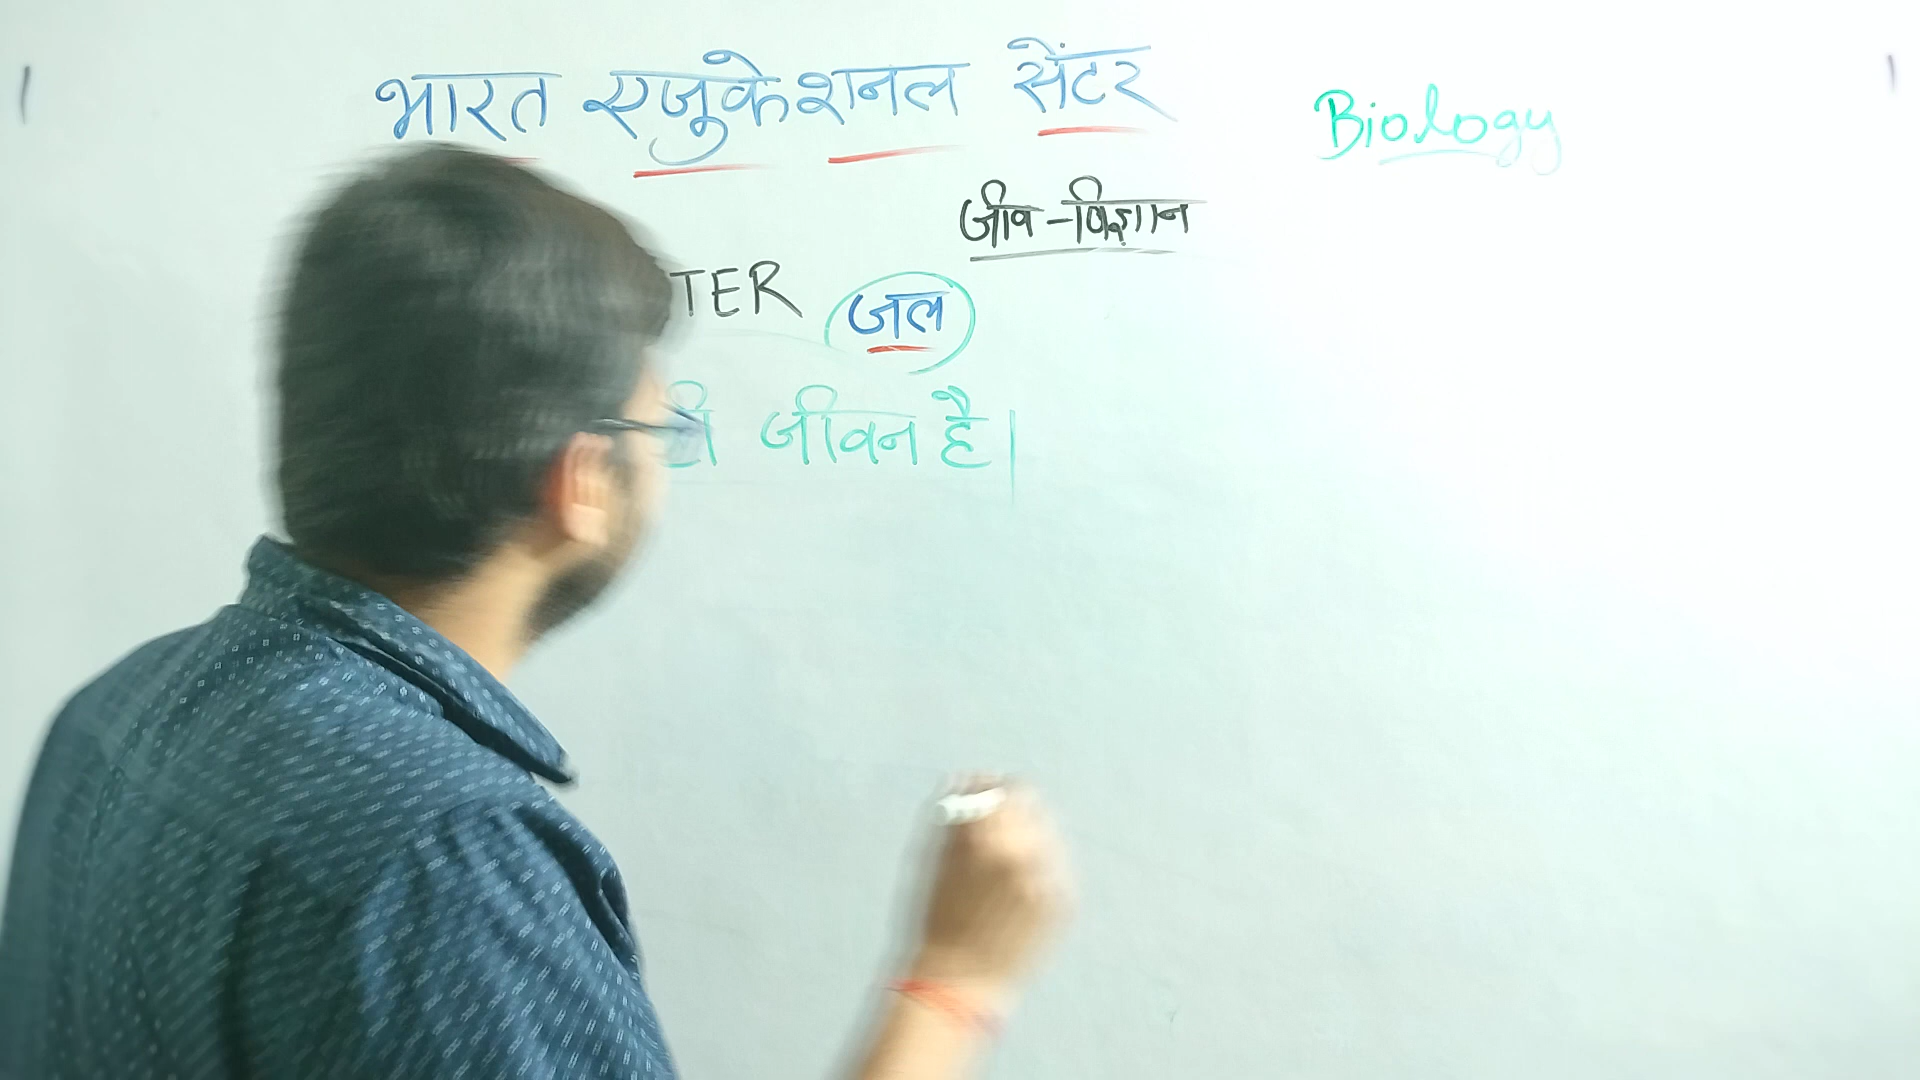 भारत एजुकेशनल सेंटर
Biology
जीव-विज्ञान
TER जल
ही जीवन है।